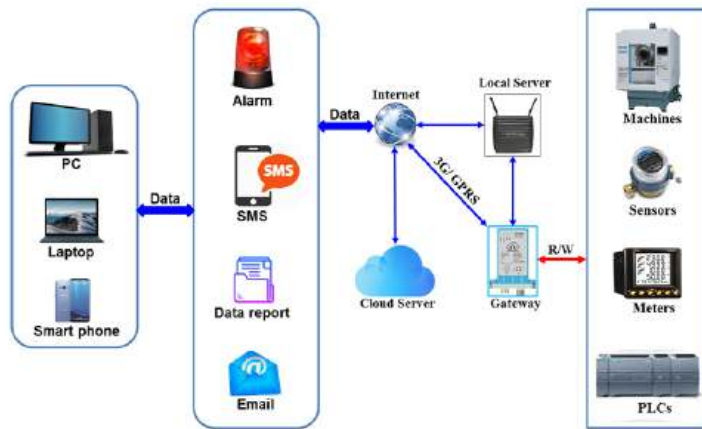 PC
Laptop
Smart phone
Data
Alarm
SMS
SMS
Data report
Email
Data
Internet
Local Server
3G/ GPRS
Cloud Server
Gateway
R/W
Machines
Sensors
Meters
PLCs